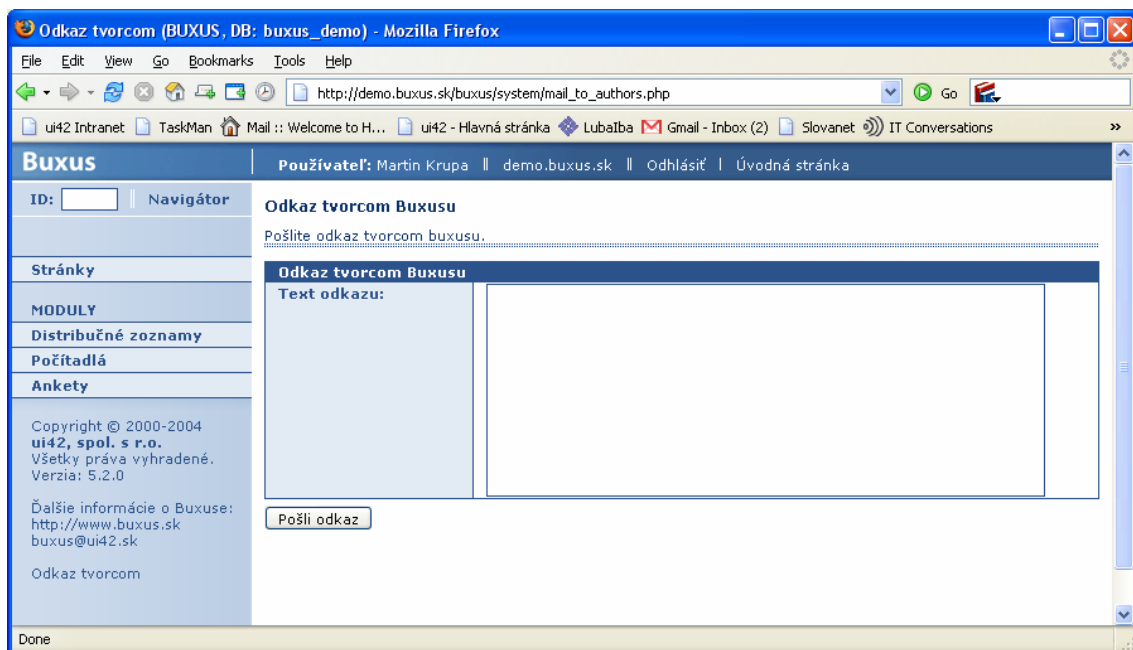 Odkaz tvorcom (BUXUS, DB: buxus_demo) - Mozilla Firefox
File Edit View Go Bookmarks Tools Help
http://demo.buxus.sk/buxus/system/mail_to_authors.php Go
ui42 Intranet TaskMan Mail :: Welcome to H... ui42 - Hlavná stránka LubaIba Gmail - Inbox (2) Slovanet IT Conversations »
Buxus Používateľ: Martin Krupa || demo.buxus.sk || Odhlásiť | Úvodná stránka
ID: Navigátor
Odkaz tvorcom Buxusu
Pošlite odkaz tvorcom buxusu.
Stránky
MODULY
Distribučné zoznamy
Počítadlá
Ankety
Odkaz tvorcom Buxusu
Text odkazu:
Pošli odkaz
Copyright © 2000-2004
ui42, spol. s r.o.
Všetky práva vyhradené.
Verzia: 5.2.0
Ďalšie informácie o Buxuse:
http://www.buxus.sk
buxus@ui42.sk
Odkaz tvorcom
Done